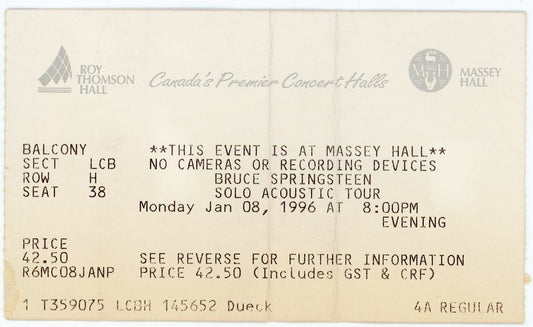 ROY THOMSON HALL
Canada's Premier Concert Halls
MTH
MASSEY HALL
BALCONY **THIS EVENT IS AT MASSEY HALL**
SECT LCB NO CAMERAS OR RECORDING DEVICES
ROW H BRUCE SPRINGSTEEN
SEAT 38 SOLO ACOUSTIC TOUR
Monday Jan 08, 1996 AT 8:00PM
EVENING
PRICE
42.50 SEE REVERSE FOR FURTHER INFORMATION
R6MC08JANP PRICE 42.50 (Includes GST & CRF)
1 T359075 LCBH 145652 Dueck 4A REGULAR